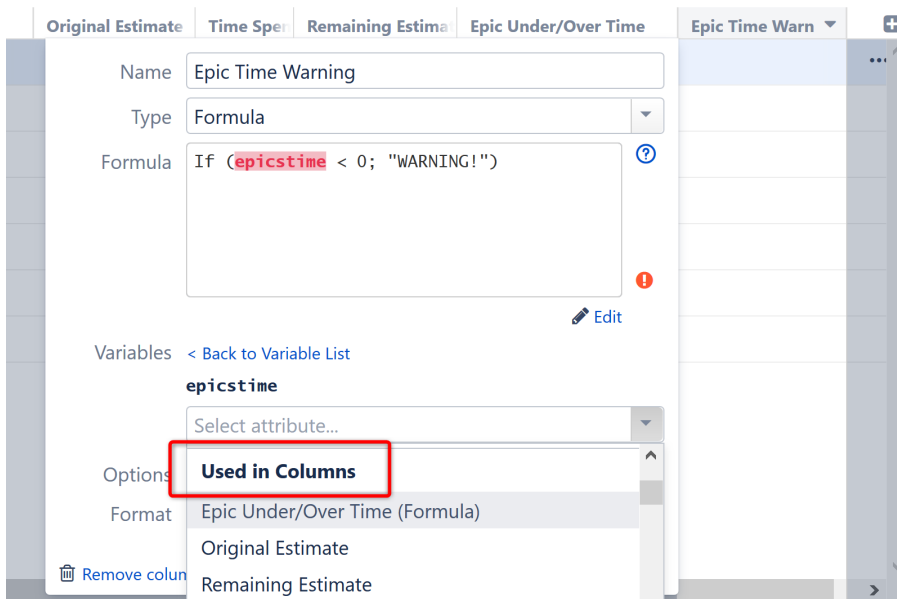 Original Estimate Time Spen Remaining Estimat Epic Under/Over Time Epic Time Warn
Name Epic Time Warning
Type Formula
Formula If (epicstime < 0; "WARNING!")
Edit
Variables < Back to Variable List
epicstime
Select attribute...
Used in Columns
Options
Epic Under/Over Time (Formula)
Format
Original Estimate
Remove colum
Remaining Estimate